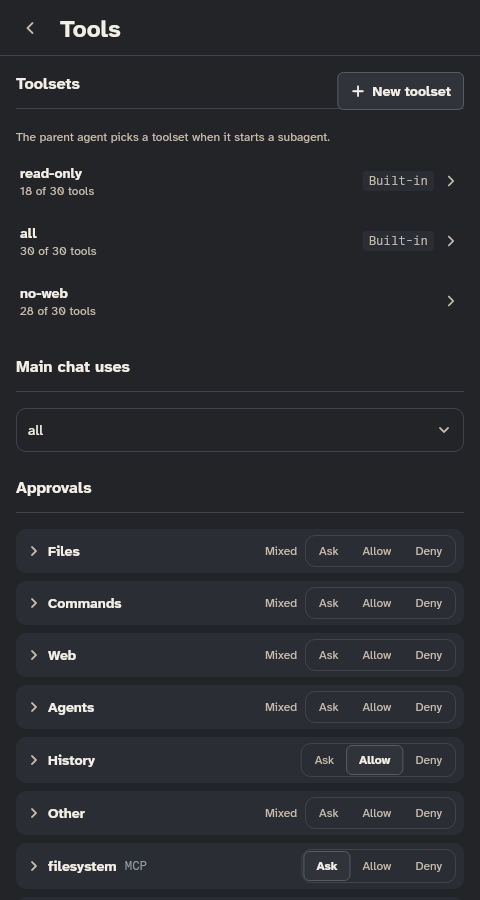 Tools
Toolsets
New toolset
The parent agent picks a toolset when it starts a subagent.
read-only
18 of 30 tools
Built-in
all
30 of 30 tools
Built-in
no-web
28 of 30 tools
Main chat uses
all
Approvals
Files Mixed Ask Allow Deny
Commands Mixed Ask Allow Deny
Web Mixed Ask Allow Deny
Agents Mixed Ask Allow Deny
History Ask Allow Deny
Other Mixed Ask Allow Deny
filesystem MCP Ask Allow Deny